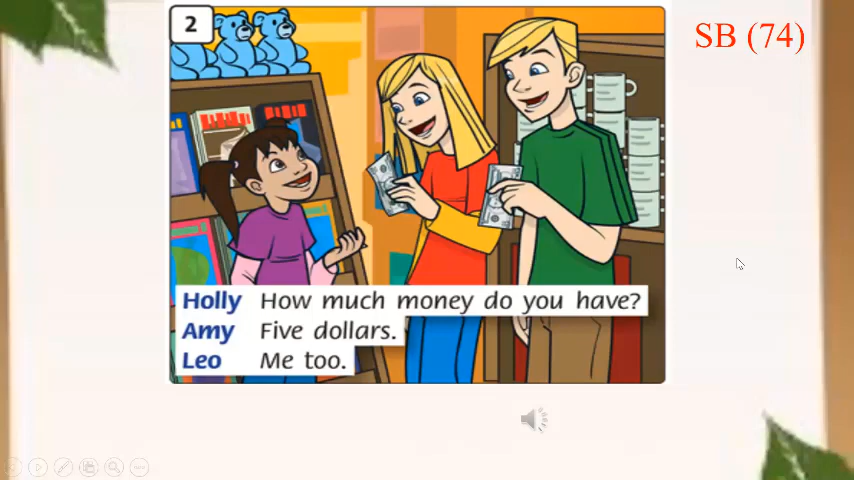 2
SB (74)
Holly How much money do you have?
Amy Five dollars.
Leo Me too.